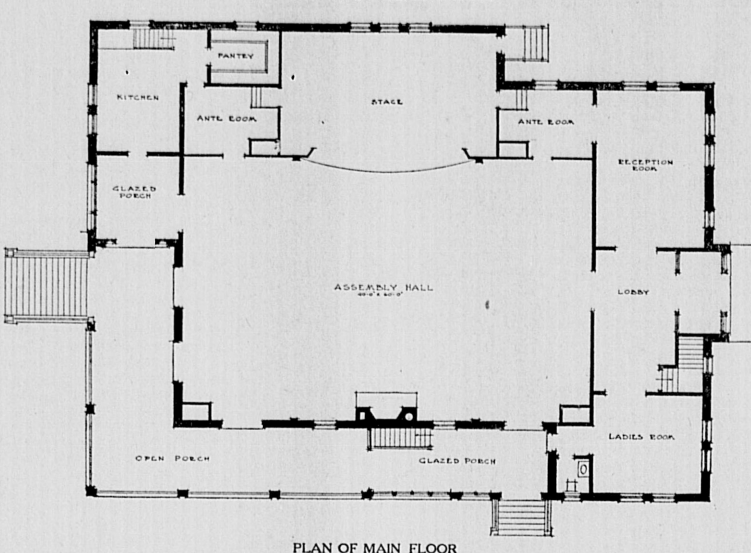 PANTRY
KITCHEN
ANTE ROOM
STAGE
ANTE ROOM
RECEPTION
ROOM
GLAZED
PORCH
ASSEMBLY HALL
LOBBY
LADIES ROOM
OPEN PORCH
GLAZED PORCH
PLAN OF MAIN FLOOR